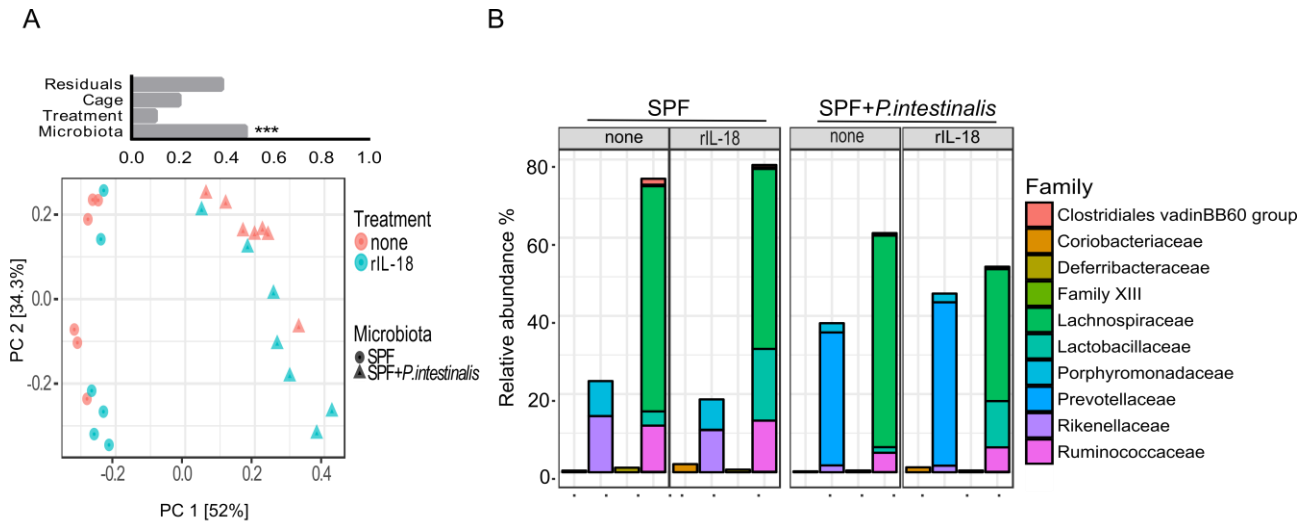 A
Residuals
Cage
Treatment
Microbiota
***
0.0 0.2 0.4 0.6 0.8 1.0
PC 2 [34.3%]
0.2
0.0
-0.2
-0.2 0.0 0.2 0.4
PC 1 [52%]
Treatment
none
rIL-18
Microbiota
SPF
SPF+P.intestinalis
B
SPF
SPF+P.intestinalis
none rIL-18 none rIL-18
Relative abundance %
80
60
40
20
0
Family
Clostridiales vadinBB60 group
Coriobacteriaceae
Deferribacteraceae
Family XIII
Lachnospiraceae
Lactobacillaceae
Porphyromonadaceae
Prevotellaceae
Rikenellaceae
Ruminococcaceae